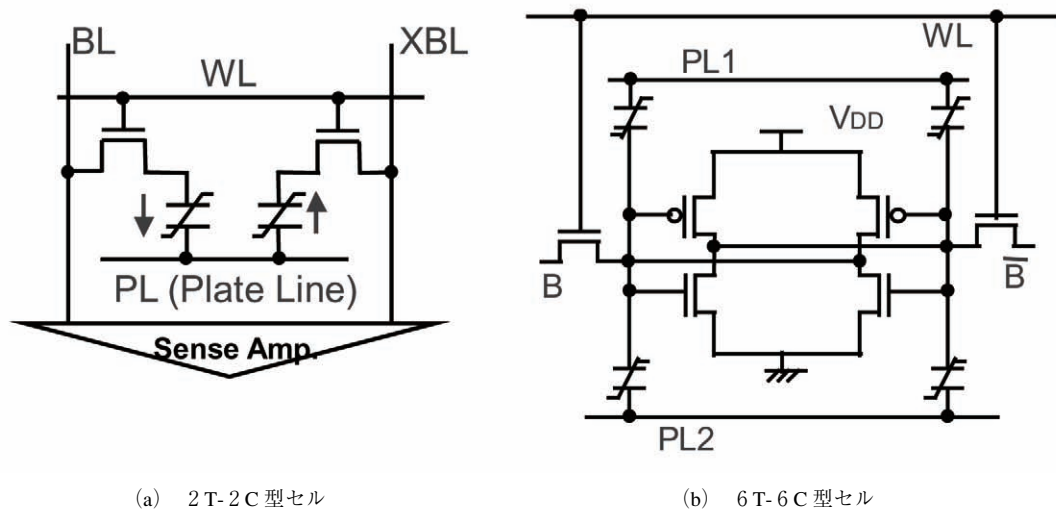 BL
XBL
WL
PL (Plate Line)
Sense Amp.
(a) 2T-2C型セル
WL
PL1
VDD
B
B̅
PL2
(b) 6T-6C型セル